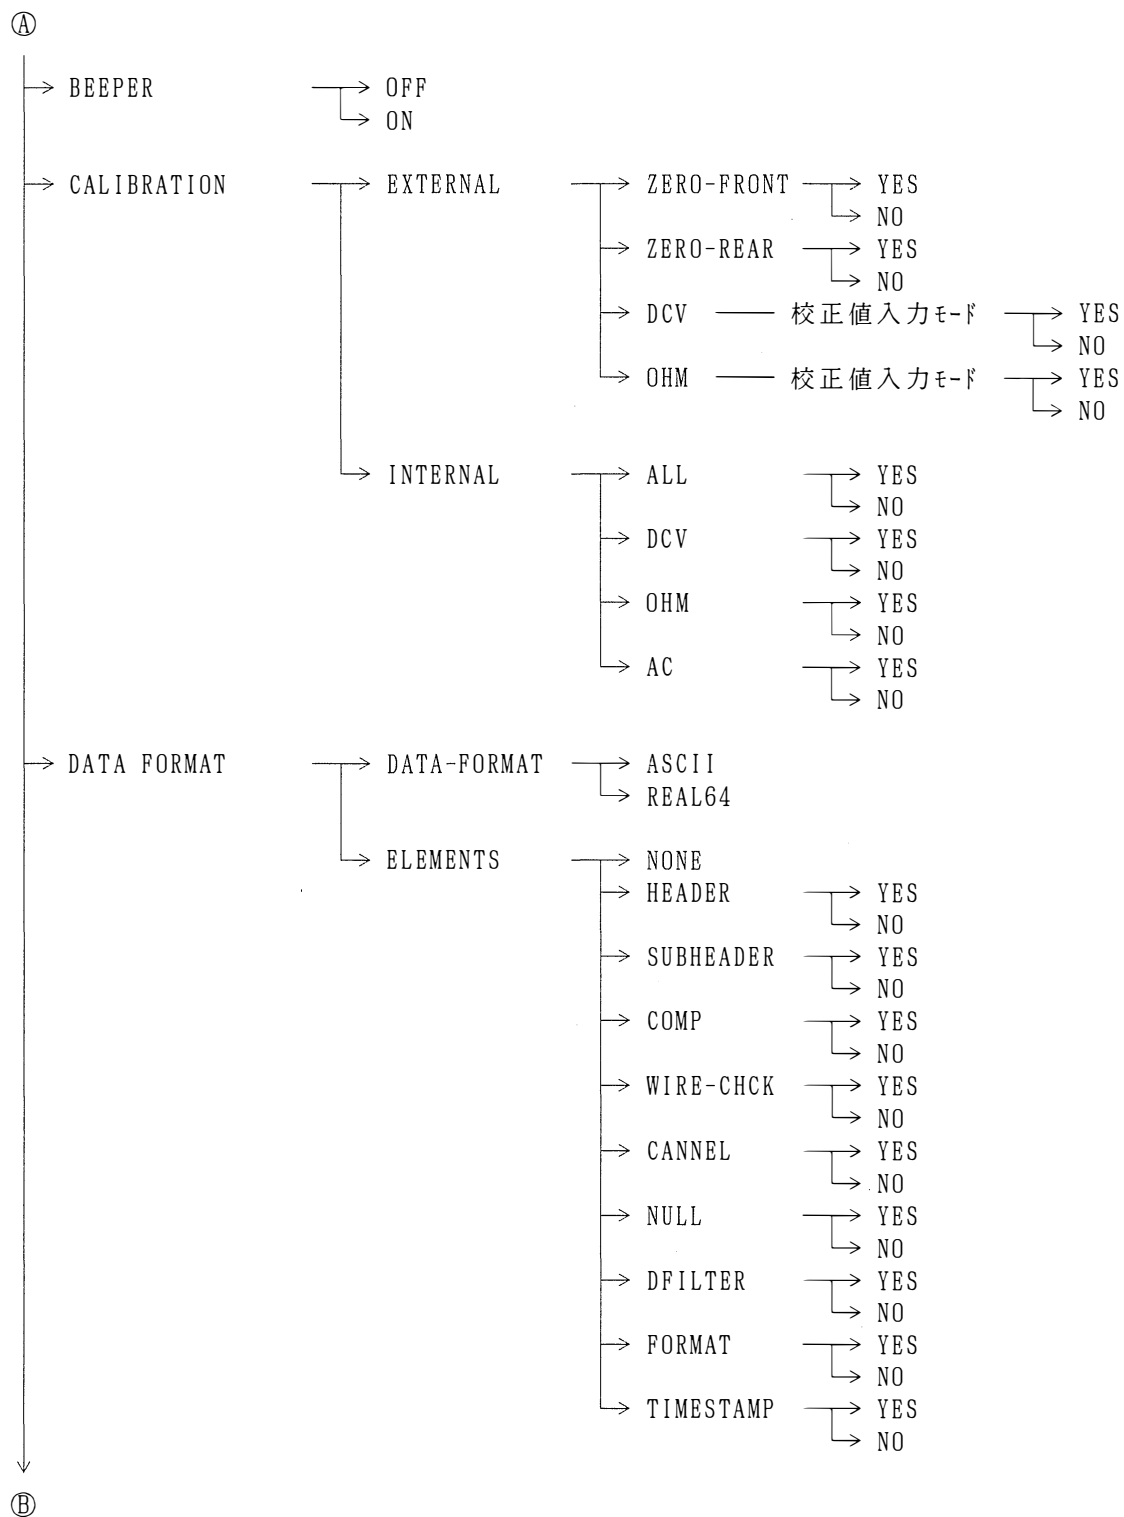 Ⓐ
BEEPER OFF
ON
CALIBRATION EXTERNAL ZERO-FRONT YES
NO
ZERO-REAR YES
NO
DCV 校正値入力ﾓｰﾄﾞ YES
NO
OHM 校正値入力ﾓｰﾄﾞ YES
NO
INTERNAL ALL YES
NO
DCV YES
NO
OHM YES
NO
AC YES
NO
DATA FORMAT DATA-FORMAT ASCII
REAL64
ELEMENTS NONE
HEADER YES
NO
SUBHEADER YES
NO
COMP YES
NO
WIRE-CHCK YES
NO
CANNEL YES
NO
NULL YES
NO
DFILTER YES
NO
FORMAT YES
NO
TIMESTAMP YES
NO
Ⓑ